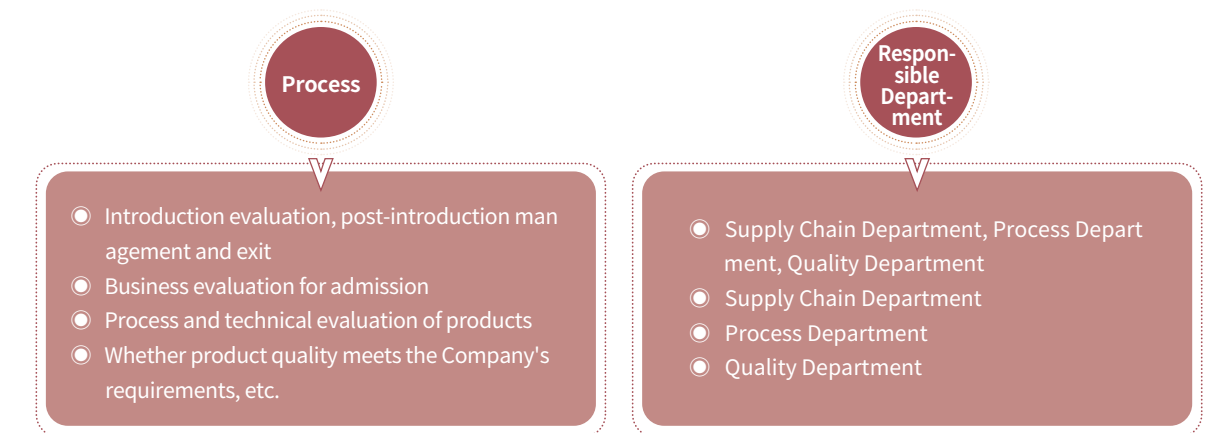 Process
Introduction evaluation, post-introduction man
agement and exit
Business evaluation for admission
Process and technical evaluation of products
Whether product quality meets the Company's
requirements, etc.
Respon-
sible
Depart-
ment
Supply Chain Department, Process Depart
ment, Quality Department
Supply Chain Department
Process Department
Quality Department